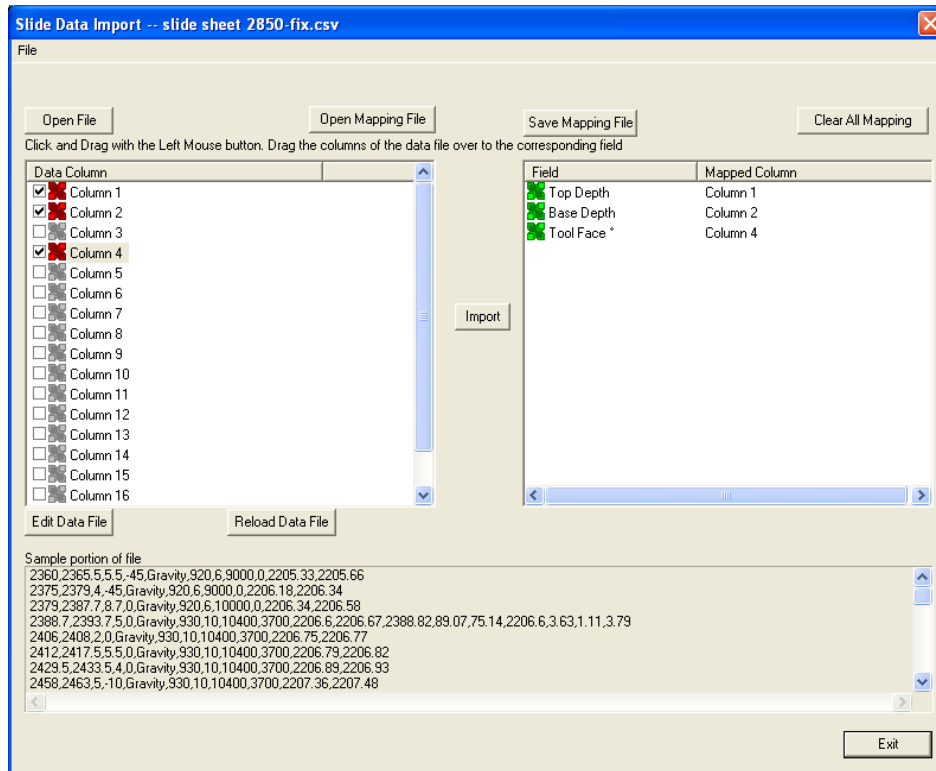 Slide Data Import -- slide sheet 2850-fix.csv
File
Open File Open Mapping File Save Mapping File Clear All Mapping
Click and Drag with the Left Mouse button. Drag the columns of the data file over to the corresponding field
Data Column Field Mapped Column
Column 1 Top Depth Column 1
Column 2 Base Depth Column 2
Column 3 Tool Face ° Column 4
Column 4
Column 5
Column 6
Column 7
Import
Column 8
Column 9
Column 10
Column 11
Column 12
Column 13
Column 14
Column 15
Column 16
Edit Data File Reload Data File
Sample portion of file
2360,2365.5,5.5,-45,Gravity,920,6,9000,0,2205.33,2205.66
2375,2379,4,-45,Gravity,920,6,9000,0,2206.18,2206.34
2379,2387.7,8.7,0,Gravity,920,6,10000,0,2206.34,2206.58
2388.7,2393.7,5,0,Gravity,930,10,10400,3700,2206.6,2206.67,2388.82,89.07,75.14,2206.6,3.63,1.11,3.79
2406,2408,2,0,Gravity,930,10,10400,3700,2206.75,2206.77
2412,2417.5,5.5,0,Gravity,930,10,10400,3700,2206.79,2206.82
2429.5,2433.5,4,0,Gravity,930,10,10400,3700,2206.89,2206.93
2458,2463,5,-10,Gravity,930,10,10400,3700,2207.36,2207.48
Exit